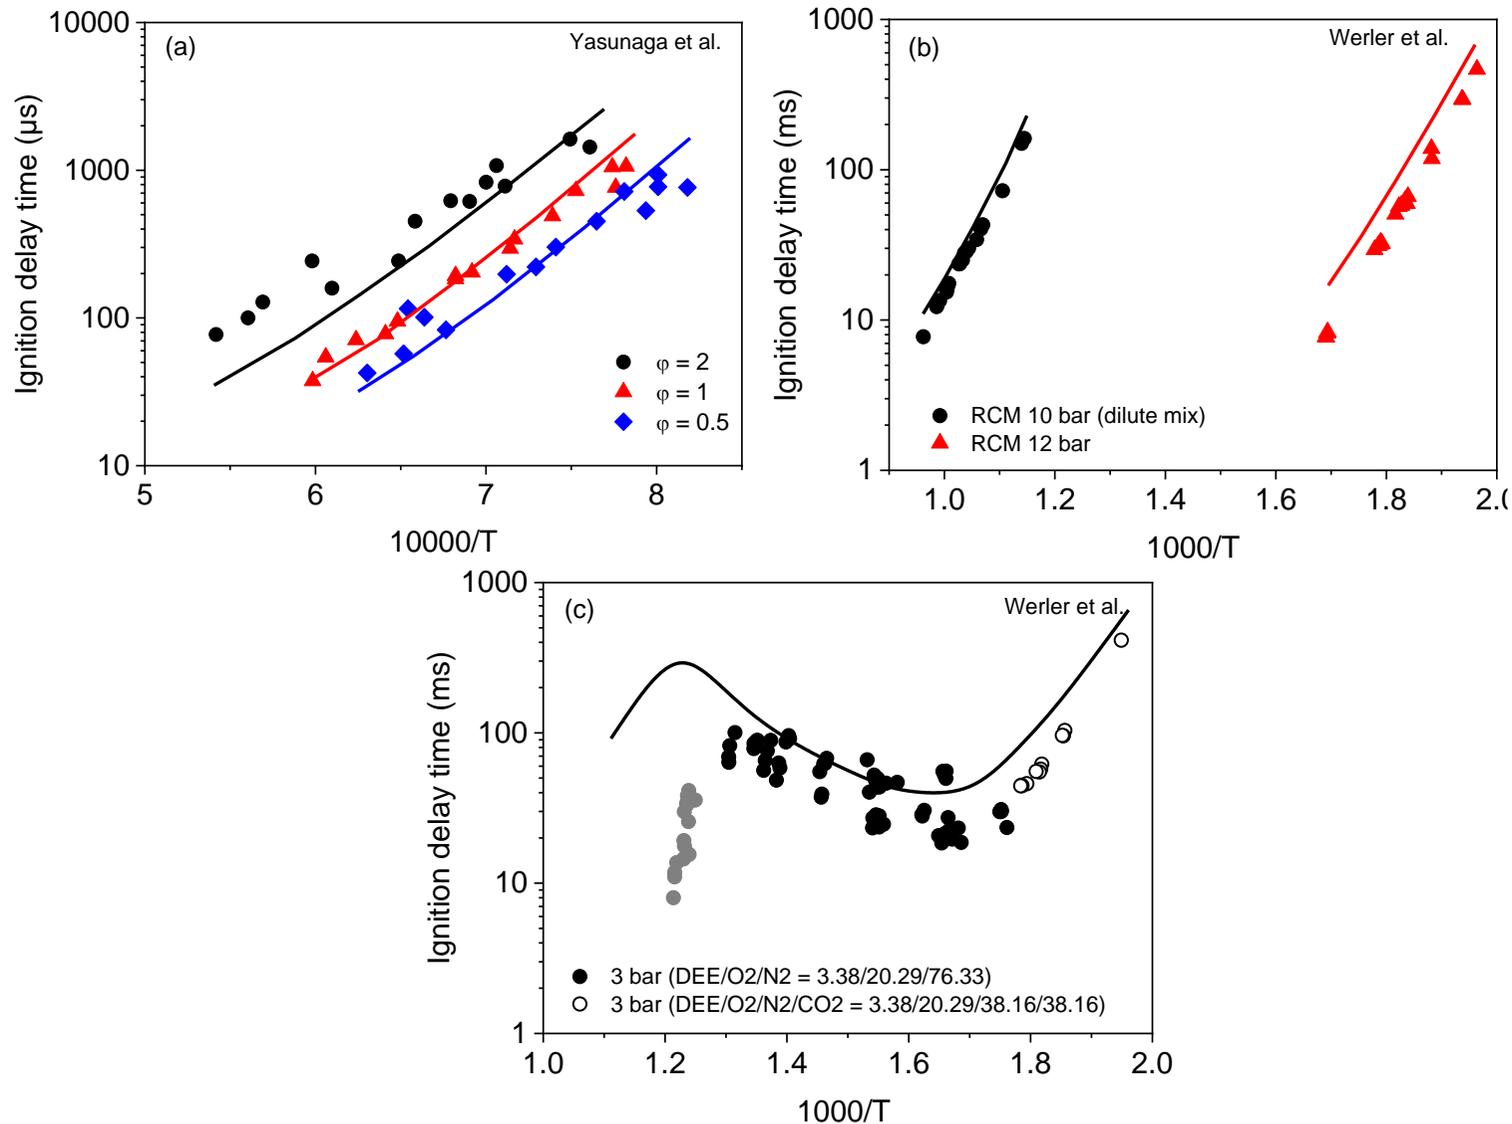 (a)
Yasunaga et al.
Ignition delay time (μs)
10000
1000
100
10
φ = 2
φ = 1
φ = 0.5
5 6 7 8
10000/T
(b)
Werler et al.
Ignition delay time (ms)
1000
100
10
1
RCM 10 bar (dilute mix)
RCM 12 bar
1.0 1.2 1.4 1.6 1.8 2.0
1000/T
(c)
Werler et al.
Ignition delay time (ms)
1000
100
10
1
3 bar (DEE/O2/N2 = 3.38/20.29/76.33)
3 bar (DEE/O2/N2/CO2 = 3.38/20.29/38.16/38.16)
1.0 1.2 1.4 1.6 1.8 2.0
1000/T